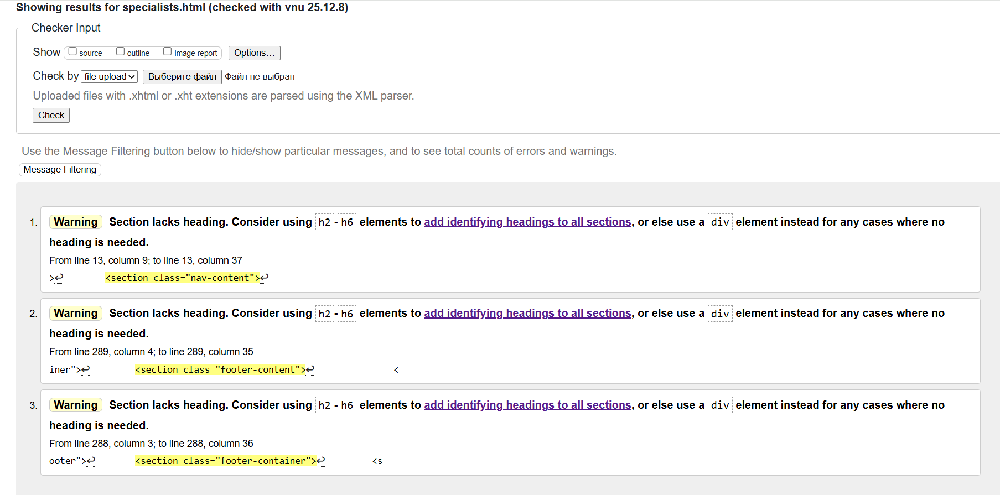 Showing results for specialists.html (checked with vnu 25.12.8)
Checker Input
Show source outline image report Options...
Check by file upload Выберите файл Файл не выбран
Uploaded files with .xhtml or .xht extensions are parsed using the XML parser.
Check
Use the Message Filtering button below to hide/show particular messages, and to see total counts of errors and warnings.
Message Filtering
1. Warning Section lacks heading. Consider using h2-h6 elements to add identifying headings to all sections, or else use a div element instead for any cases where no
heading is needed.
From line 13, column 9; to line 13, column 37
>↩ <section class="nav-content">↩
2. Warning Section lacks heading. Consider using h2-h6 elements to add identifying headings to all sections, or else use a div element instead for any cases where no
heading is needed.
From line 289, column 4; to line 289, column 35
iner">↩ <section class="footer-content">↩ <
3. Warning Section lacks heading. Consider using h2-h6 elements to add identifying headings to all sections, or else use a div element instead for any cases where no
heading is needed.
From line 288, column 3; to line 288, column 36
ooter">↩ <section class="footer-container">↩ <s